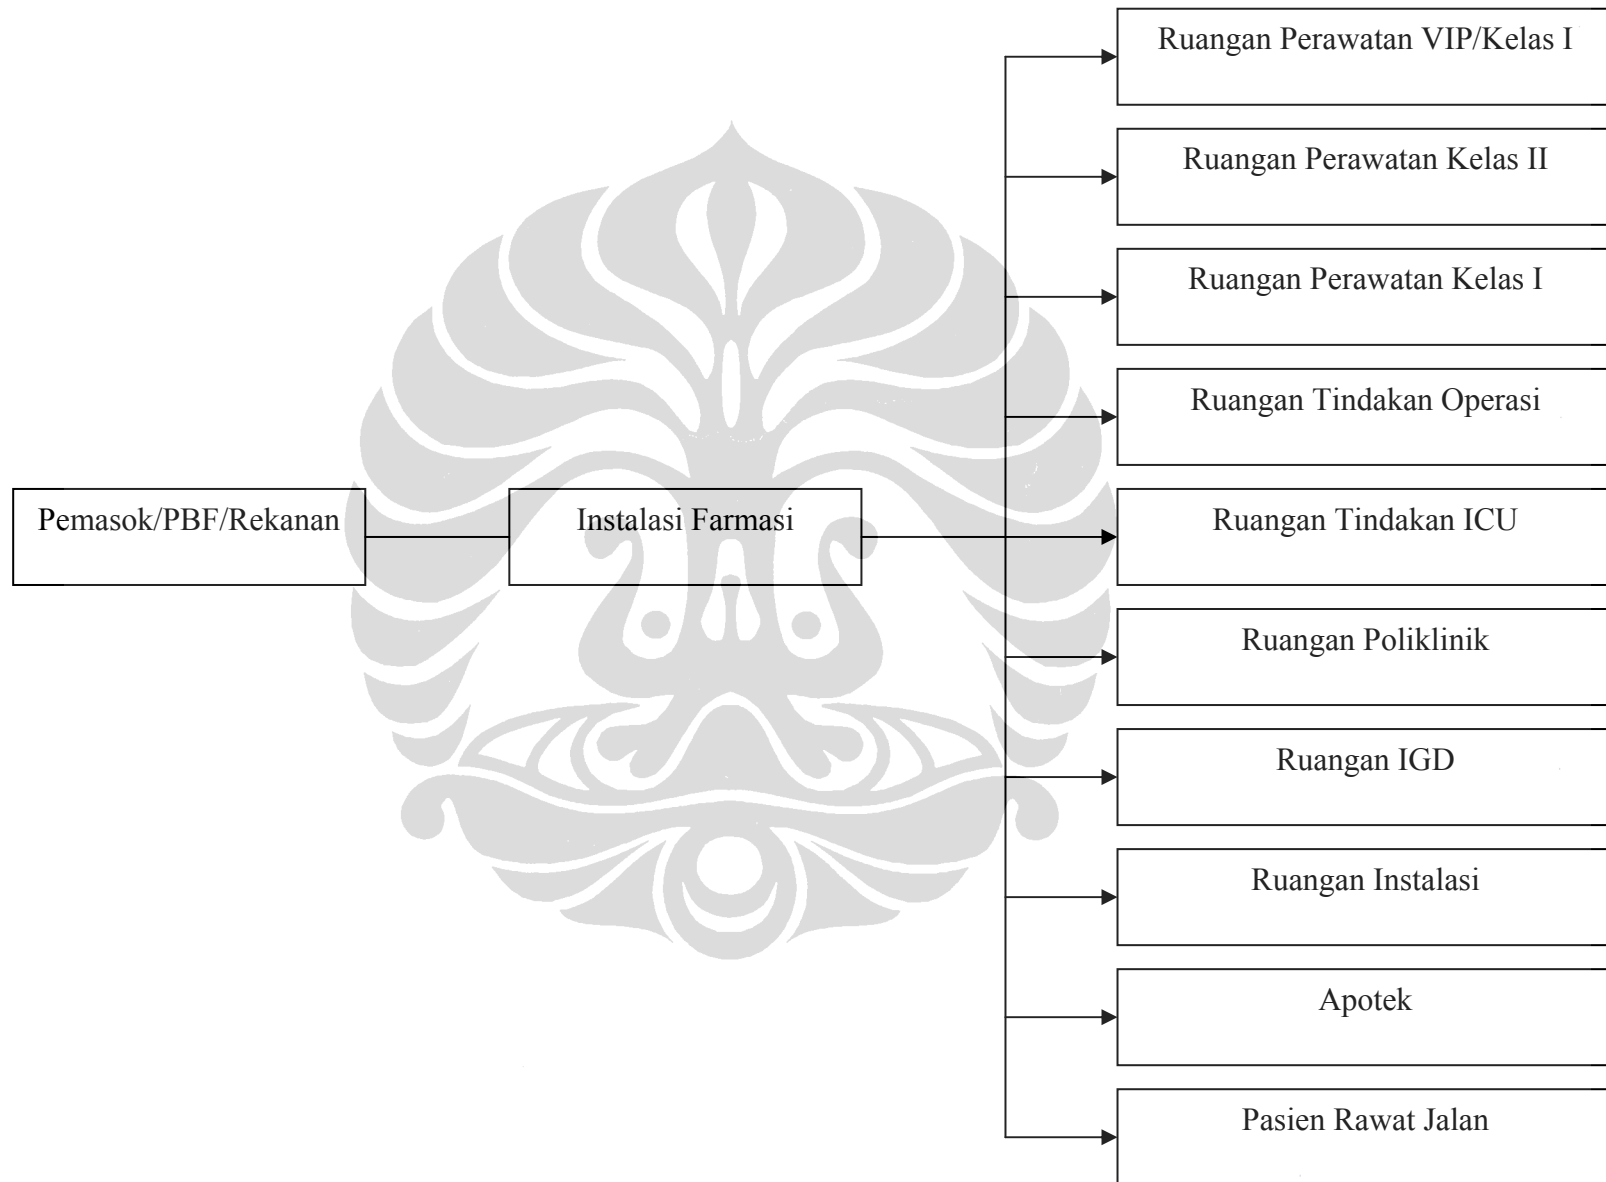 Ruangan Perawatan VIP/Kelas I
Ruangan Perawatan Kelas II
Ruangan Perawatan Kelas I
Ruangan Tindakan Operasi
Pemasok/PBF/Rekanan
Instalasi Farmasi
Ruangan Tindakan ICU
Ruangan Poliklinik
Ruangan IGD
Ruangan Instalasi
Apotek
Pasien Rawat Jalan